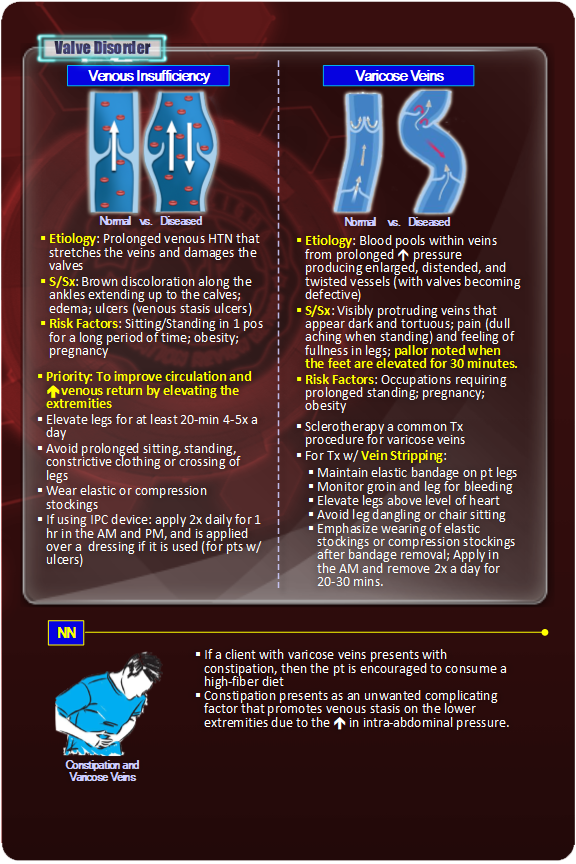 Valve Disorder
Venous Insufficiency
Normal vs. Diseased
▪ Etiology: Prolonged venous HTN that
stretches the veins and damages the
valves
▪ S/Sx: Brown discoloration along the
ankles extending up to the calves;
edema; ulcers (venous stasis ulcers)
▪ Risk Factors: Sitting/Standing in 1 pos
for a long period of time; obesity;
pregnancy
▪ Priority: To improve circulation and
🡹venous return by elevating the
extremities
▪ Elevate legs for at least 20-min 4-5x a
day
▪ Avoid prolonged sitting, standing,
constrictive clothing or crossing of
legs
▪ Wear elastic or compression
stockings
▪ If using IPC device: apply 2x daily for 1
hr in the AM and PM, and is applied
over a dressing if it is used (for pts w/
ulcers)
Varicose Veins
Normal vs. Diseased
▪ Etiology: Blood pools within veins
from prolonged 🡹 pressure
producing enlarged, distended, and
twisted vessels (with valves becoming
defective)
▪ S/Sx: Visibly protruding veins that
appear dark and tortuous; pain (dull
aching when standing) and feeling of
fullness in legs; pallor noted when
the feet are elevated for 30 minutes.
▪ Risk Factors: Occupations requiring
prolonged standing; pregnancy;
obesity
▪ Sclerotherapy a common Tx
procedure for varicose veins
▪ For Tx w/ Vein Stripping:
▪ Maintain elastic bandage on pt legs
▪ Monitor groin and leg for bleeding
▪ Elevate legs above level of heart
▪ Avoid leg dangling or chair sitting
▪ Emphasize wearing of elastic
stockings or compression stockings
after bandage removal; Apply in
the AM and remove 2x a day for
20-30 mins.
NN
Constipation and
Varicose Veins
▪ If a client with varicose veins presents with
constipation, then the pt is encouraged to consume a
high-fiber diet
▪ Constipation presents as an unwanted complicating
factor that promotes venous stasis on the lower
extremities due to the 🡹 in intra-abdominal pressure.